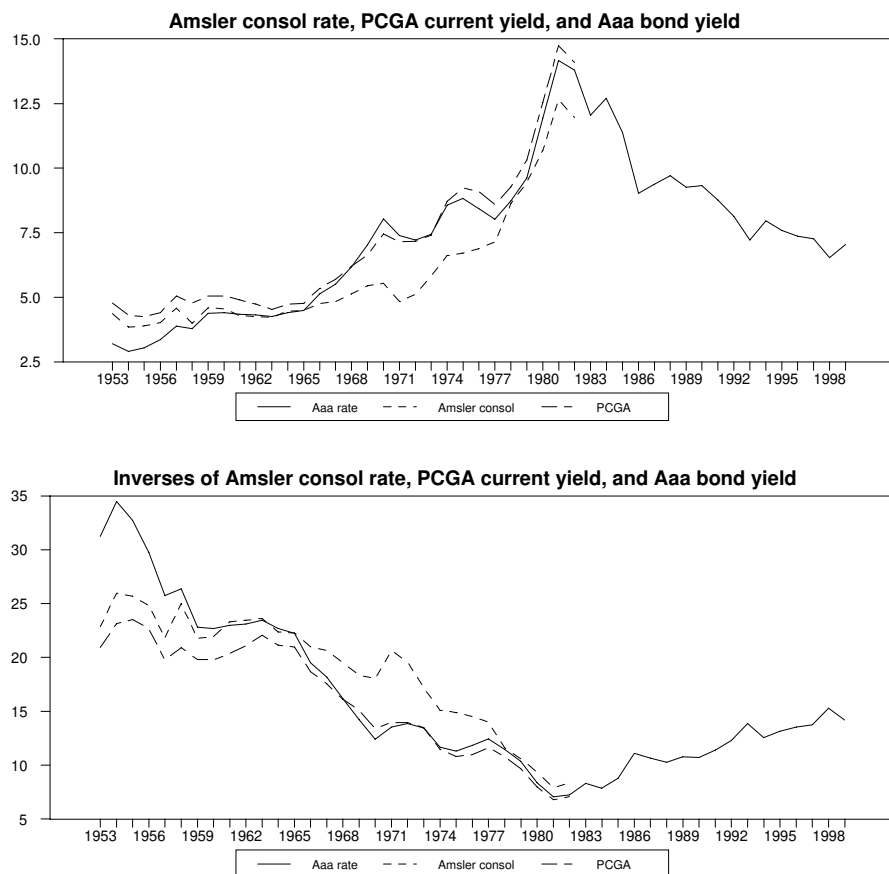 Amsler consol rate, PCGA current yield, and Aaa bond yield
15.0
12.5
10.0
7.5
5.0
2.5
1953 1956 1959 1962 1965 1968 1971 1974 1977 1980 1983 1986 1989 1992 1995 1998
Aaa rate Amsler consol PCGA
Inverses of Amsler consol rate, PCGA current yield, and Aaa bond yield
35
30
25
20
15
10
5
1953 1956 1959 1962 1965 1968 1971 1974 1977 1980 1983 1986 1989 1992 1995 1998
Aaa rate Amsler consol PCGA